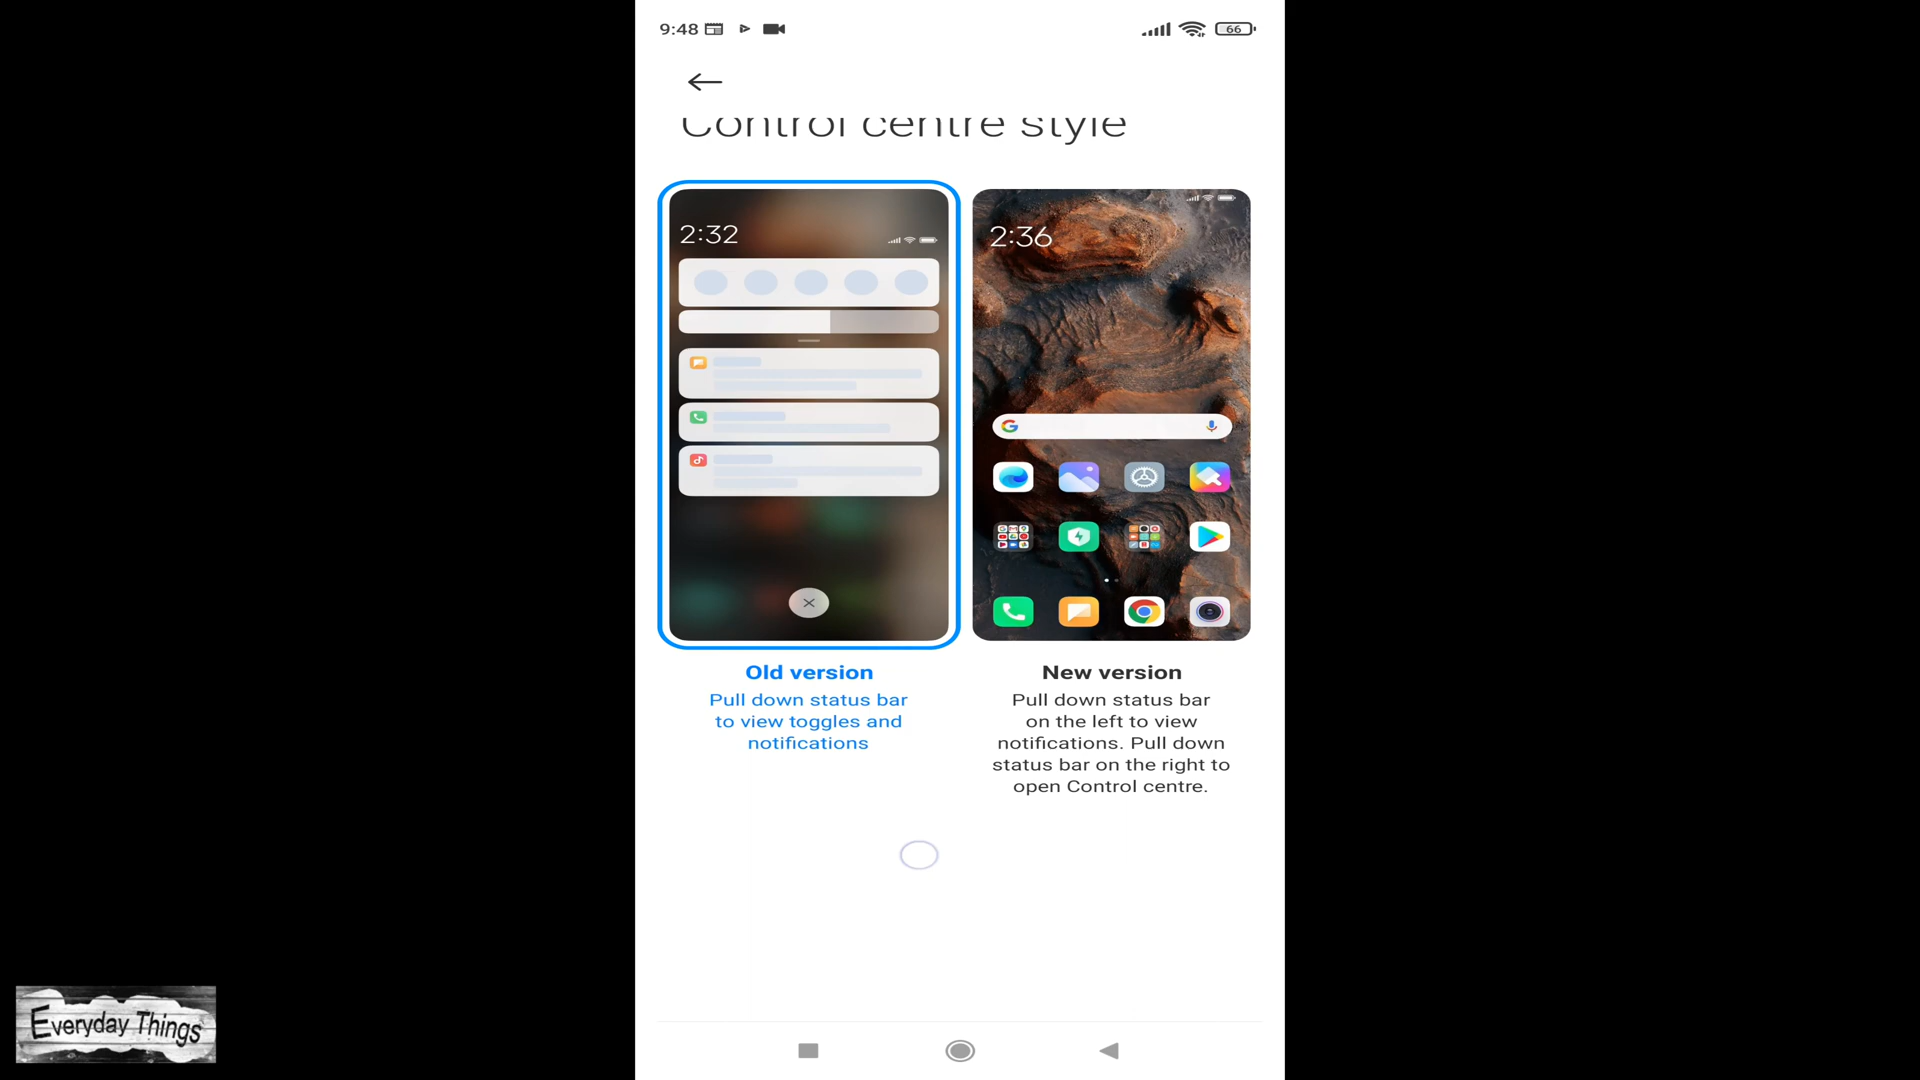 9:48
66
Control centre style
2:32
2:36
Old version
Pull down status bar
to view toggles and
notifications
New version
Pull down status bar
on the left to view
notifications. Pull down
status bar on the right to
open Control centre.
Everyday Things